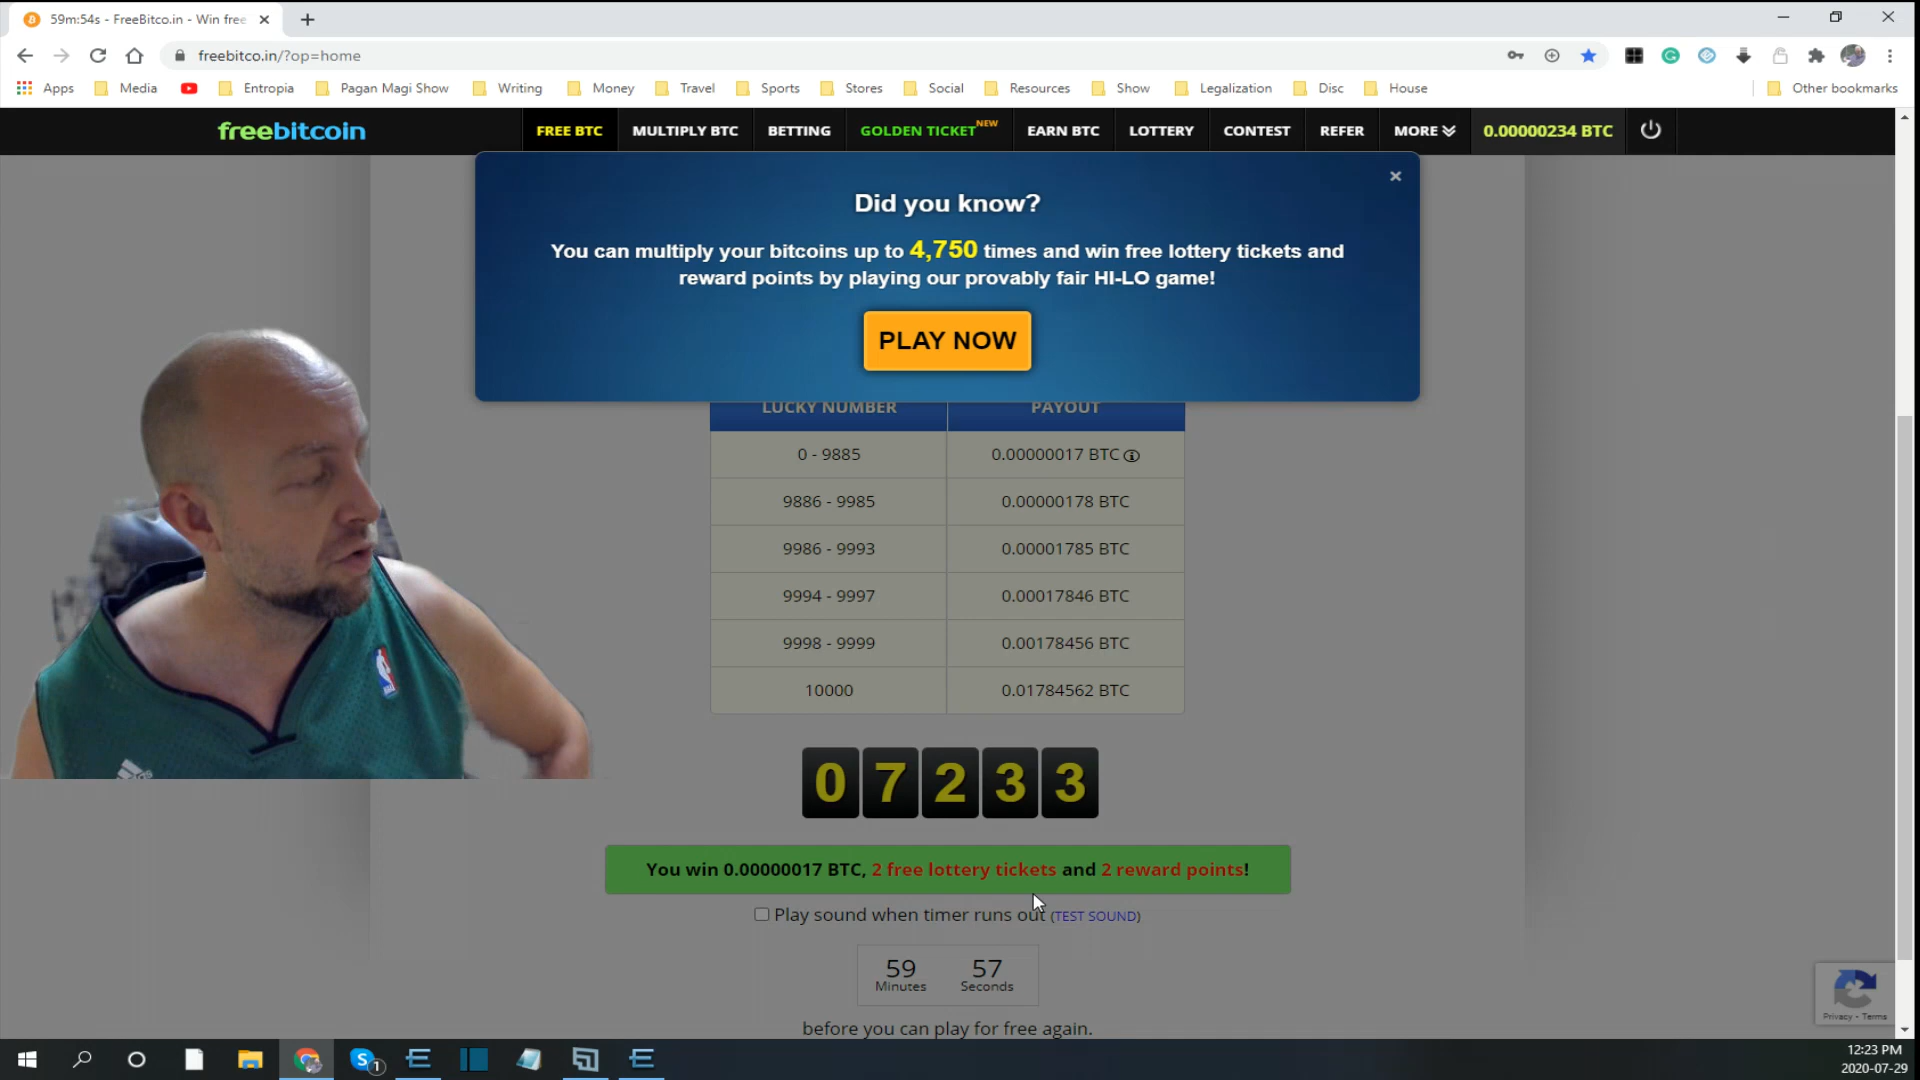 59m:54s - FreeBitco.in - Win free
freebitco.in/?op=home
Apps Media Entropia Pagan Magi Show Writing Money Travel Sports Stores Social Resources Show Legalization Disc House Other bookmarks
freebitcoin FREE BTC MULTIPLY BTC BETTING GOLDEN TICKET NEW EARN BTC LOTTERY CONTEST REFER MORE 0.00000234 BTC
Did you know?
You can multiply your bitcoins up to 4,750 times and win free lottery tickets and
reward points by playing our provably fair HI-LO game!
PLAY NOW
LUCKY NUMBER PAYOUT
0 - 9885 0.00000017 BTC
9886 - 9985 0.00000178 BTC
9986 - 9993 0.00001785 BTC
9994 - 9997 0.00017846 BTC
9998 - 9999 0.00178456 BTC
10000 0.01784562 BTC
0 7 2 3 3
You win 0.00000017 BTC, 2 free lottery tickets and 2 reward points!
Play sound when timer runs out (TEST SOUND)
59 57
Minutes Seconds
before you can play for free again.
Privacy - Terms
12:23 PM
2020-07-29